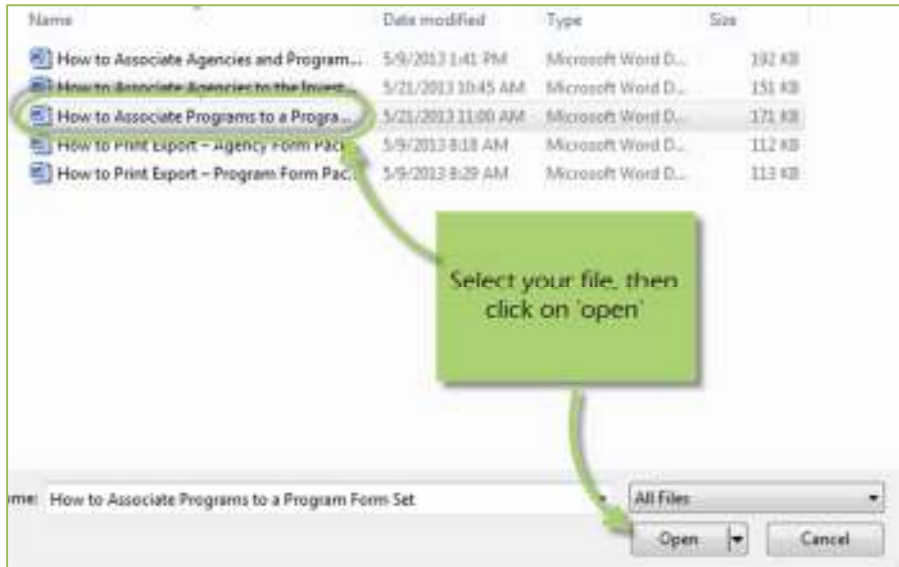 Name Date modified Type Size
How to Associate Agencies and Program... 5/9/2013 1:41 PM Microsoft Word D... 192 KB
How to Associate Agencies to the Invest... 5/21/2013 10:45 AM Microsoft Word D... 151 KB
How to Associate Programs to a Progra... 5/21/2013 11:00 AM Microsoft Word D... 171 KB
How to Print Export – Agency Form Pack... 5/9/2013 8:18 AM Microsoft Word D... 112 KB
How to Print Export – Program Form Pac... 5/9/2013 8:29 AM Microsoft Word D... 113 KB
Select your file, then
click on 'open'
me: How to Associate Programs to a Program Form Set All Files
Open Cancel